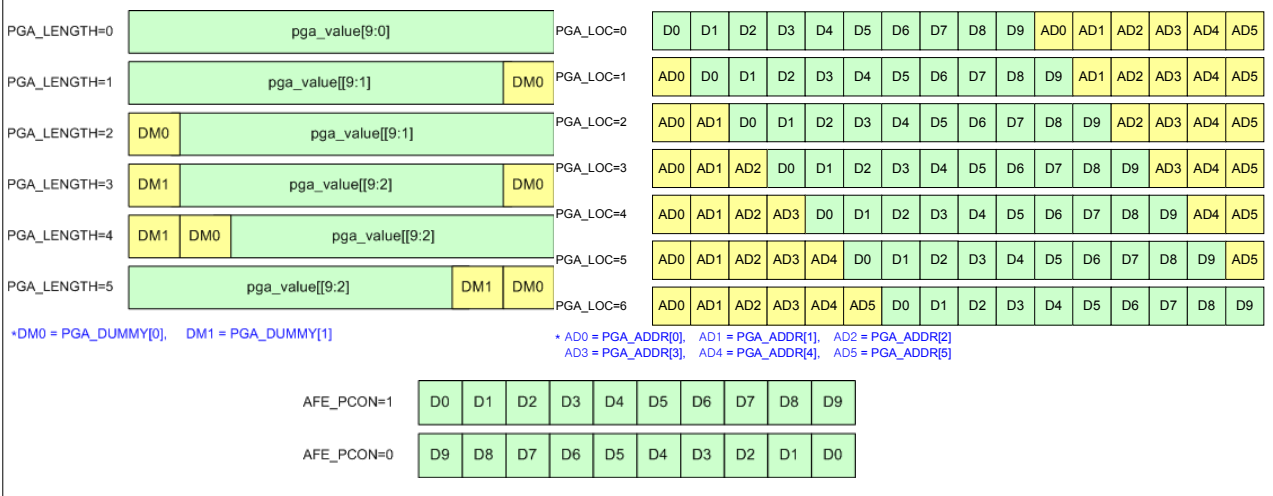 PGA_LENGTH=0 pga_value[9:0]
PGA_LENGTH=1 pga_value[[9:1] DM0
PGA_LENGTH=2 DM0 pga_value[[9:1]
PGA_LENGTH=3 DM1 pga_value[[9:2] DM0
PGA_LENGTH=4 DM1 DM0 pga_value[[9:2]
PGA_LENGTH=5 pga_value[[9:2] DM1 DM0
*DM0 = PGA_DUMMY[0], DM1 = PGA_DUMMY[1]
PGA_LOC=0 D0 D1 D2 D3 D4 D5 D6 D7 D8 D9 AD0 AD1 AD2 AD3 AD4 AD5
PGA_LOC=1 AD0 D0 D1 D2 D3 D4 D5 D6 D7 D8 D9 AD1 AD2 AD3 AD4 AD5
PGA_LOC=2 AD0 AD1 D0 D1 D2 D3 D4 D5 D6 D7 D8 D9 AD2 AD3 AD4 AD5
PGA_LOC=3 AD0 AD1 AD2 D0 D1 D2 D3 D4 D5 D6 D7 D8 D9 AD3 AD4 AD5
PGA_LOC=4 AD0 AD1 AD2 AD3 D0 D1 D2 D3 D4 D5 D6 D7 D8 D9 AD4 AD5
PGA_LOC=5 AD0 AD1 AD2 AD3 AD4 D0 D1 D2 D3 D4 D5 D6 D7 D8 D9 AD5
PGA_LOC=6 AD0 AD1 AD2 AD3 AD4 AD5 D0 D1 D2 D3 D4 D5 D6 D7 D8 D9
* AD0 = PGA_ADDR[0], AD1 = PGA_ADDR[1], AD2 = PGA_ADDR[2]
AD3 = PGA_ADDR[3], AD4 = PGA_ADDR[4], AD5 = PGA_ADDR[5]
AFE_PCON=1 D0 D1 D2 D3 D4 D5 D6 D7 D8 D9
AFE_PCON=0 D9 D8 D7 D6 D5 D4 D3 D2 D1 D0